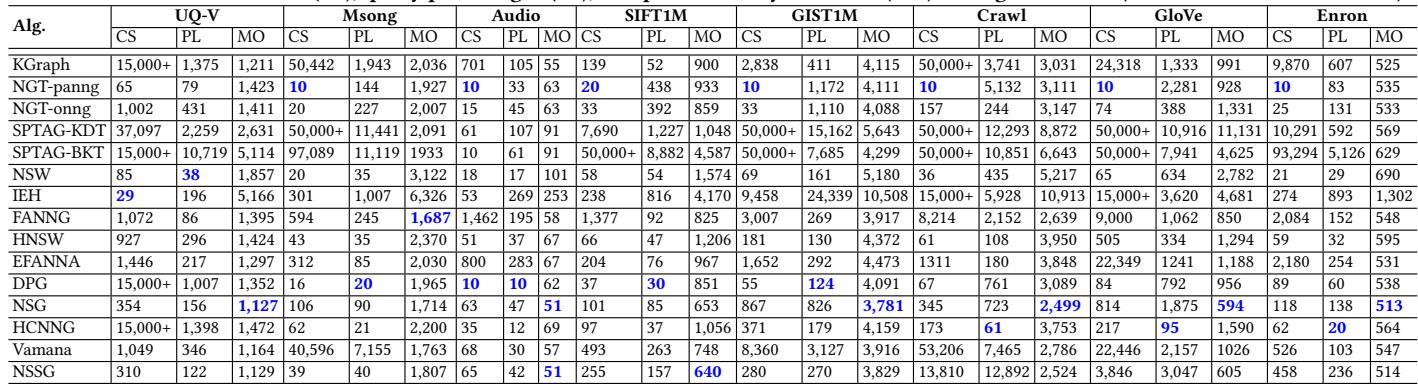 Alg. UQ-V Msong Audio SIFT1M GIST1M Crawl GloVe Enron
CS PL MO CS PL MO CS PL MO CS PL MO CS PL MO CS PL MO CS PL MO CS PL MO
KGraph 15,000+ 1,375 1,211 50,442 1,943 2,036 701 105 55 139 52 900 2,838 411 4,115 50,000+ 3,741 3,031 24,318 1,333 991 9,870 607 525
NGT-panng 65 79 1,423 10 144 1,927 10 33 63 20 438 933 10 1,172 4,111 10 5,132 3,111 10 2,281 928 10 83 535
NGT-onng 1,002 431 1,411 20 227 2,007 15 45 63 33 392 859 33 1,110 4,088 157 244 3,147 74 388 1,331 25 131 533
SPTAG-KDT 37,097 2,259 2,631 50,000+ 11,441 2,091 61 107 91 7,690 1,227 1,048 50,000+ 15,162 5,643 50,000+ 12,293 8,872 50,000+ 10,916 11,131 10,291 592 569
SPTAG-BKT 15,000+ 10,719 5,114 97,089 11,119 1933 10 61 91 50,000+ 8,882 4,587 50,000+ 7,685 4,299 50,000+ 10,851 6,643 50,000+ 7,941 4,625 93,294 5,126 629
NSW 85 38 1,857 20 35 3,122 18 17 101 58 54 1,574 69 161 5,180 36 435 5,217 65 634 2,782 21 29 690
IEH 29 196 5,166 301 1,007 6,326 53 269 253 238 816 4,170 9,458 24,339 10,508 15,000+ 5,928 10,913 15,000+ 3,620 4,681 274 893 1,302
FANNG 1,072 86 1,395 594 245 1,687 1,462 195 58 1,377 92 825 3,007 269 3,917 8,214 2,152 2,639 9,000 1,062 850 2,084 152 548
HNSW 927 296 1,424 43 35 2,370 51 37 67 66 47 1,206 181 130 4,372 61 108 3,950 505 334 1,294 59 32 595
EFANNA 1,446 217 1,297 312 85 2,030 800 283 67 204 76 967 1,652 292 4,473 1311 180 3,848 22,349 1241 1,188 2,180 254 531
DPG 15,000+ 1,007 1,352 16 20 1,965 10 10 62 37 30 851 55 124 4,091 67 761 3,089 84 792 956 89 60 538
NSG 354 156 1,127 106 90 1,714 63 47 51 101 85 653 867 826 3,781 345 723 2,499 814 1,875 594 118 138 513
HCNNG 15,000+ 1,398 1,472 62 21 2,200 35 12 69 97 37 1,056 371 179 4,159 173 61 3,753 217 95 1,590 62 20 564
Vamana 1,049 346 1,164 40,596 7,155 1,763 68 30 57 493 263 748 8,360 3,127 3,916 53,206 7,465 2,786 22,446 2,157 1026 526 103 547
NSSG 310 122 1,129 39 40 1,807 65 42 51 255 157 640 280 270 3,829 13,810 12,892 2,524 3,846 3,047 605 458 236 514